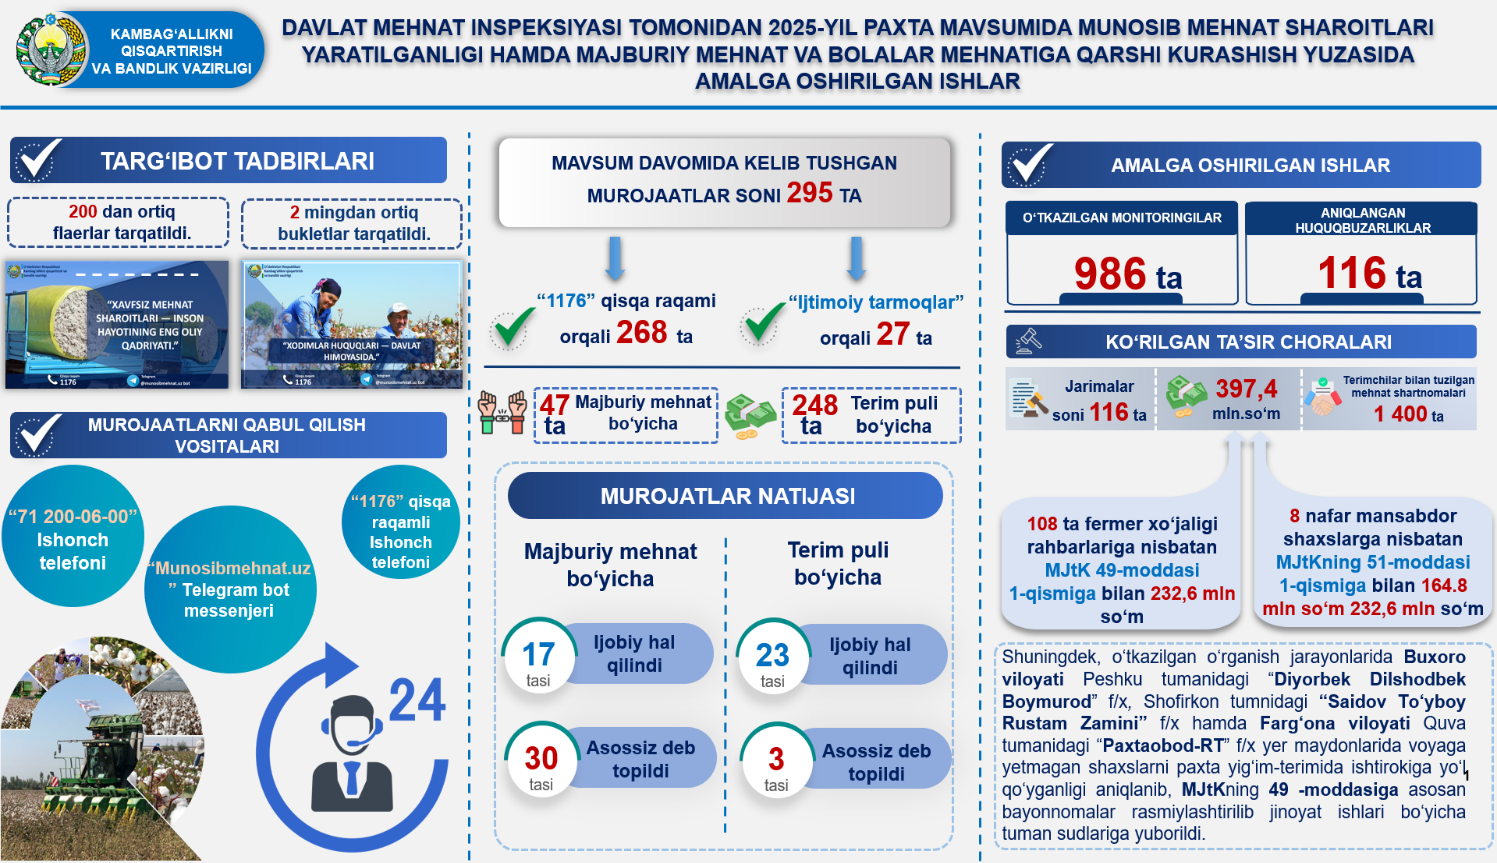 KAMBAG‘ALLIKNI
QISQARTIRISH
VA BANDLIK VAZIRLIGI
DAVLAT MEHNAT INSPEKSIYASI TOMONIDAN 2025-YIL PAXTA MAVSUMIDA MUNOSIB MEHNAT SHAROITLARI
YARATILGANLIGI HAMDA MAJBURIY MEHNAT VA BOLALAR MEHNATIGA QARSHI KURASHISH YUZASIDA
AMALGA OSHIRILGAN ISHLAR
TARG‘IBOT TADBIRLARI
200 dan ortiq
flaerlar tarqatildi.
2 mingdan ortiq
bukletlar tarqatildi.
“XAVFSIZ MEHNAT
SHAROITLARI — INSON
HAYOTINING ENG OLIY
QADRIYATI.”
1176
Telegram
@munosibmehnat.uz bot
“XODIMLAR HUQUQLARI — DAVLAT
HIMOYASIDA.”
1176
Telegram
@munosibmehnat.uz bot
MUROJAATLARNI QABUL QILISH
VOSITALARI
“71 200-06-00”
Ishonch
telefoni
“Munosibmehnat.uz
” Telegram bot
messenjeri
“1176” qisqa
raqamli
Ishonch
telefoni
24
MAVSUM DAVOMIDA KELIB TUSHGAN
MUROJAATLAR SONI 295 TA
“1176” qisqa raqami
orqali 268 ta
“Ijtimoiy tarmoqlar”
orqali 27 ta
47
ta
Majburiy mehnat
bo‘yicha
248
ta
Terim puli
bo‘yicha
MUROJATLAR NATIJASI
Majburiy mehnat
bo‘yicha
Terim puli
bo‘yicha
17
tasi
Ijobiy hal
qilindi
23
tasi
Ijobiy hal
qilindi
30
tasi
Asossiz deb
topildi
3
tasi
Asossiz deb
topildi
AMALGA OSHIRILGAN ISHLAR
O‘TKAZILGAN MONITORINGILAR
986 ta
ANIQLANGAN
HUQUQBUZARLIKLAR
116 ta
KO‘RILGAN TA’SIR CHORALARI
Jarimalar
soni 116 ta
397,4
mln.so‘m
Terimchilar bilan tuzilgan
mehnat shartnomalari
1 400 ta
108 ta fermer xo‘jaligi
rahbarlariga nisbatan
MJtK 49-moddasi
1-qismiga bilan 232,6 mln
so‘m
8 nafar mansabdor
shaxslarga nisbatan
MJtKning 51-moddasi
1-qismiga bilan 164.8
mln so‘m 232,6 mln so‘m
Shuningdek, o‘tkazilgan o‘rganish jarayonlarida Buxoro
viloyati Peshku tumanidagi “Diyorbek Dilshodbek
Boymurod” f/x, Shofirkon tumnidagi “Saidov To‘yboy
Rustam Zamini” f/x hamda Farg‘ona viloyati Quva
tumanidagi “Paxtaobod-RT” f/x yer maydonlarida voyaga
yetmagan shaxslarni paxta yig‘im-terimida ishtirokiga yo‘l
qo‘yganligi aniqlanib, MJtKning 49 -moddasiga asosan
bayonnomalar rasmiylashtirilib jinoyat ishlari bo‘yicha
tuman sudlariga yuborildi.
1